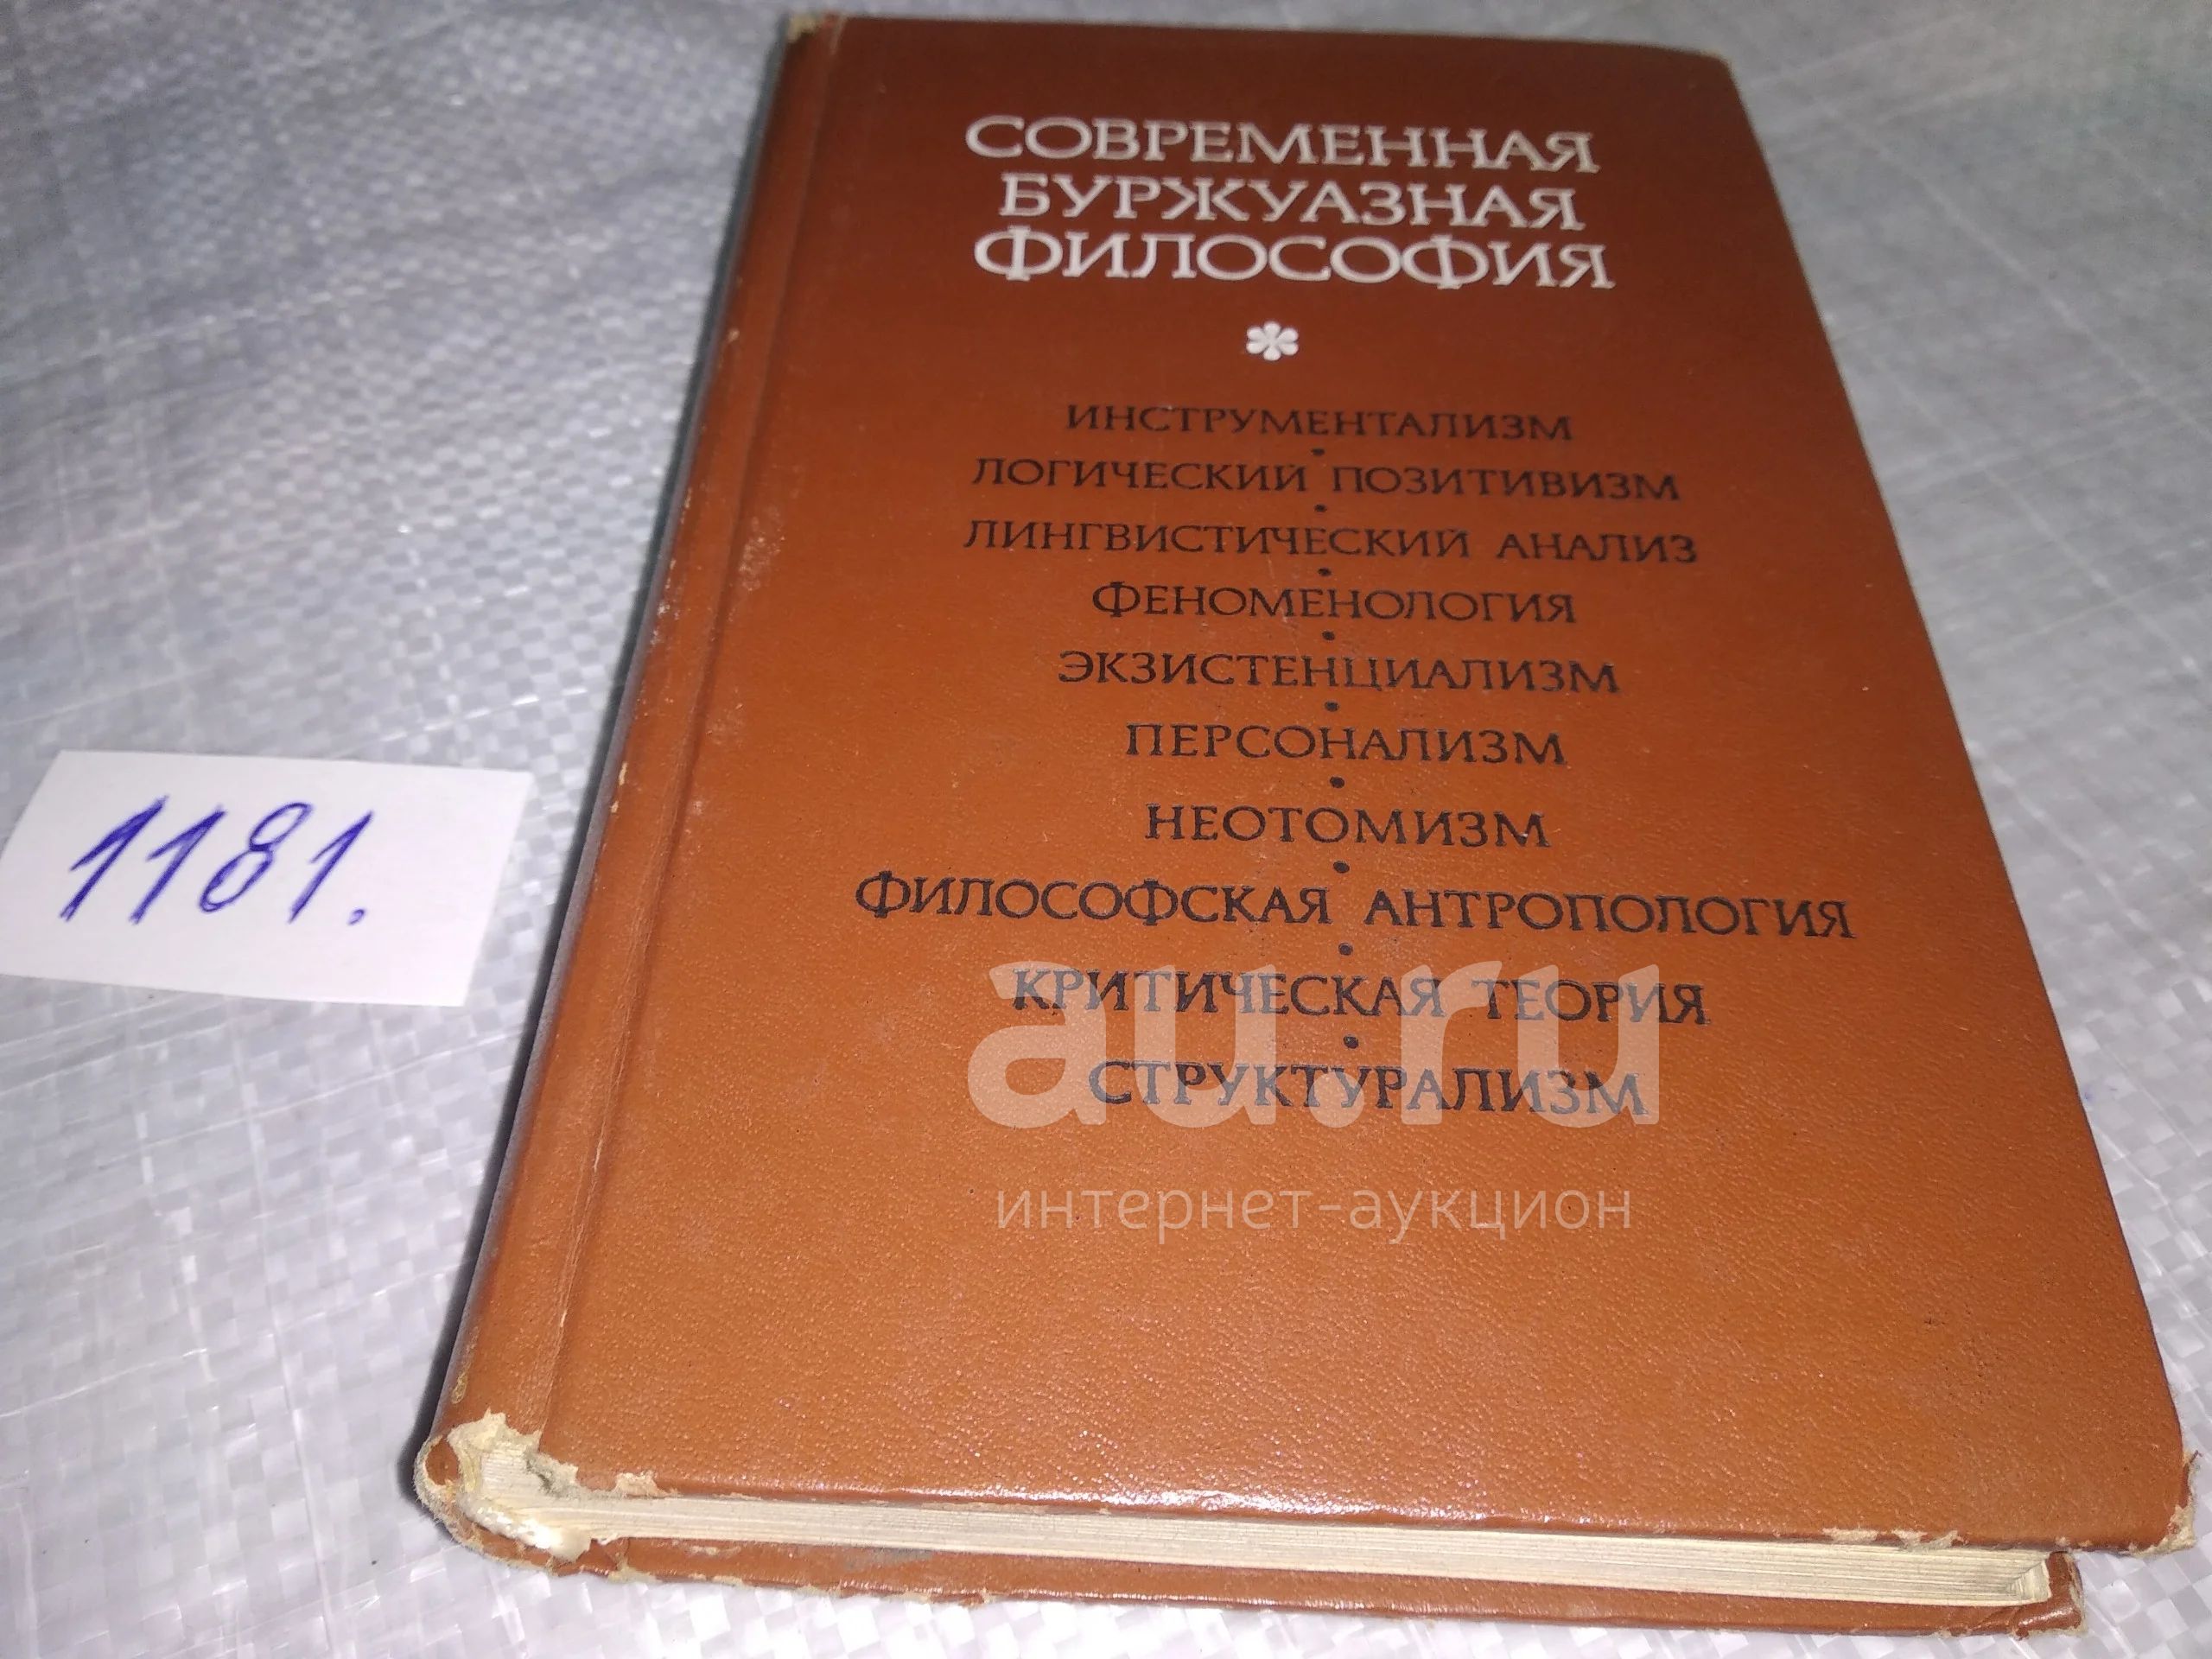 СОВРЕМЕННАЯ
БУРЖУАЗНАЯ
ФИЛОСОФИЯ
*
ИНСТРУМЕНТАЛИЗМ
•
ЛОГИЧЕСКИЙ ПОЗИТИВИЗМ
•
ЛИНГВИСТИЧЕСКИЙ АНАЛИЗ
•
ФЕНОМЕНОЛОГИЯ
•
ЭКЗИСТЕНЦИАЛИЗМ
•
ПЕРСОНАЛИЗМ
•
НЕОТОМИЗМ
•
ФИЛОСОФСКАЯ АНТРОПОЛОГИЯ
•
КРИТИЧЕСКАЯ ТЕОРИЯ
•
СТРУКТУРАЛИЗМ
1181.
au.ru
интернет-аукцион